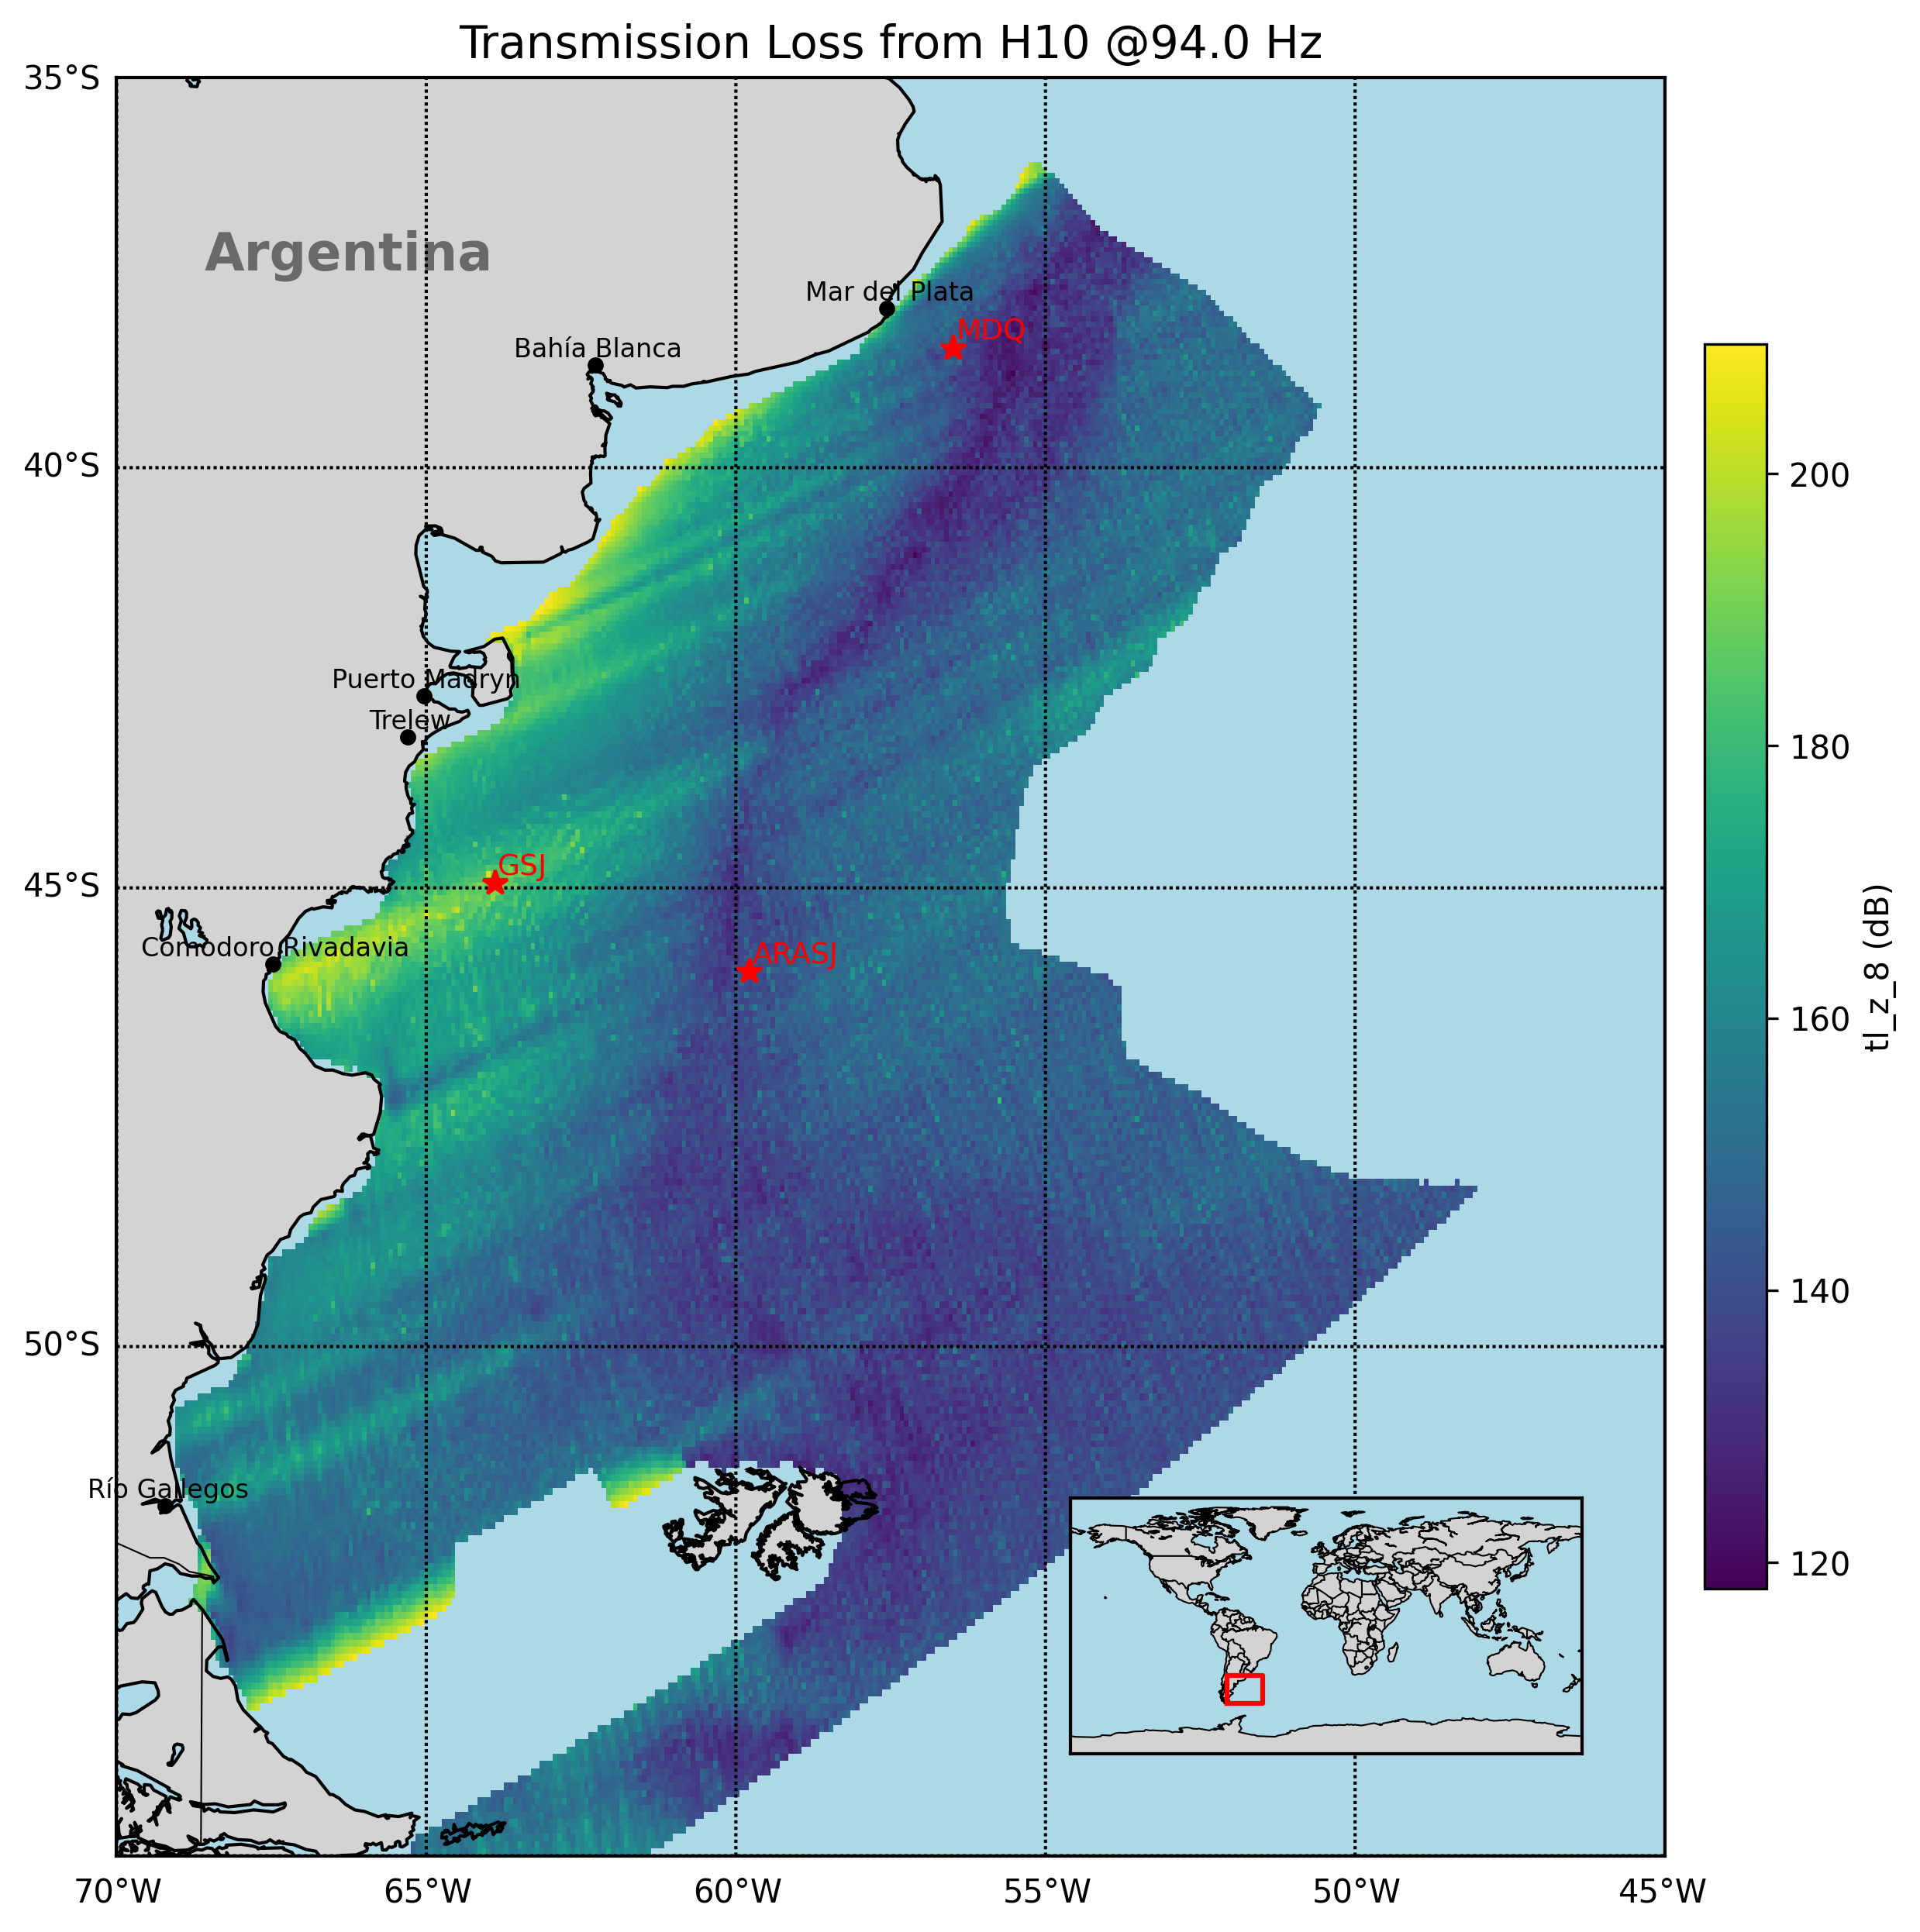 Transmission Loss from H10 @94.0 Hz
35°S
Argentina
Mar del Plata
MDQ
Bahía Blanca
40°S
200
Puerto Madryn
Trelew
180
GSJ
45°S
tl_z_8 (dB)
Comodoro Rivadavia
ARASJ
160
140
50°S
Río Gallegos
120
70°W 65°W 60°W 55°W 50°W 45°W